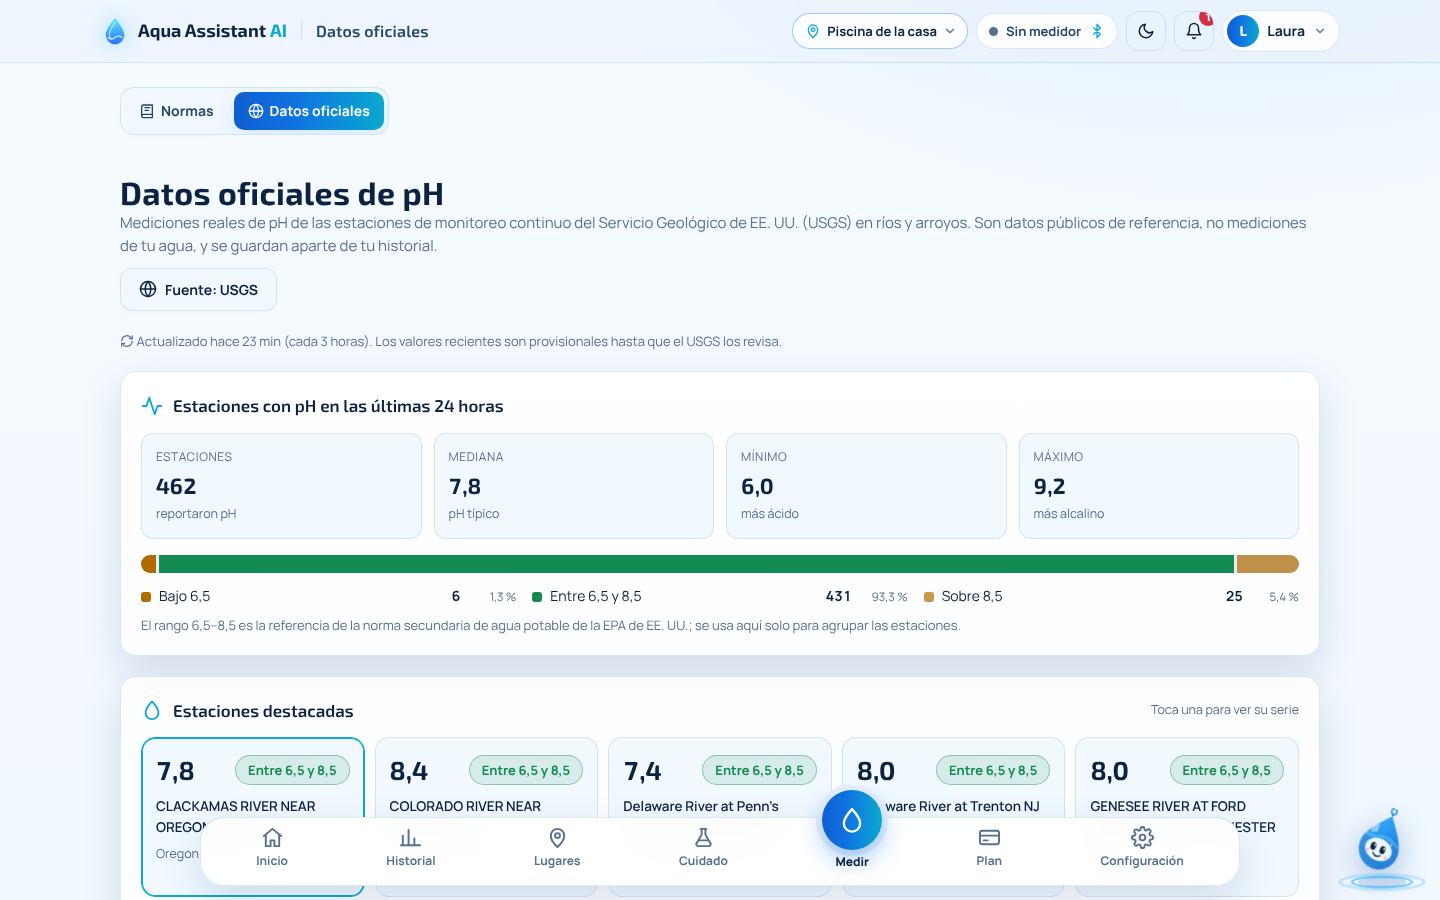 Aqua Assistant AI
Datos oficiales
Piscina de la casa
Sin medidor
L
Laura
Normas
Datos oficiales
Datos oficiales de pH
Mediciones reales de pH de las estaciones de monitoreo continuo del Servicio Geológico de EE. UU. (USGS) en ríos y arroyos. Son datos públicos de referencia, no mediciones
de tu agua, y se guardan aparte de tu historial.
Fuente: USGS
Actualizado hace 23 min (cada 3 horas). Los valores recientes son provisionales hasta que el USGS los revisa.
Estaciones con pH en las últimas 24 horas
ESTACIONES
462
reportaron pH
MEDIANA
7,8
pH típico
MÍNIMO
6,0
más ácido
MÁXIMO
9,2
más alcalino
Bajo 6,5 6 1,3 %
Entre 6,5 y 8,5 431 93,3 %
Sobre 8,5 25 5,4 %
El rango 6,5–8,5 es la referencia de la norma secundaria de agua potable de la EPA de EE. UU.; se usa aquí solo para agrupar las estaciones.
Estaciones destacadas
Toca una para ver su serie
7,8 Entre 6,5 y 8,5
CLACKAMAS RIVER NEAR
Oregon
8,4 Entre 6,5 y 8,5
COLORADO RIVER NEAR
7,4 Entre 6,5 y 8,5
Delaware River at Penn's
8,0 Entre 6,5 y 8,5
ware River at Trenton NJ
8,0 Entre 6,5 y 8,5
GENESEE RIVER AT FORD
Inicio
Historial
Lugares
Cuidado
Medir
Plan
Configuración